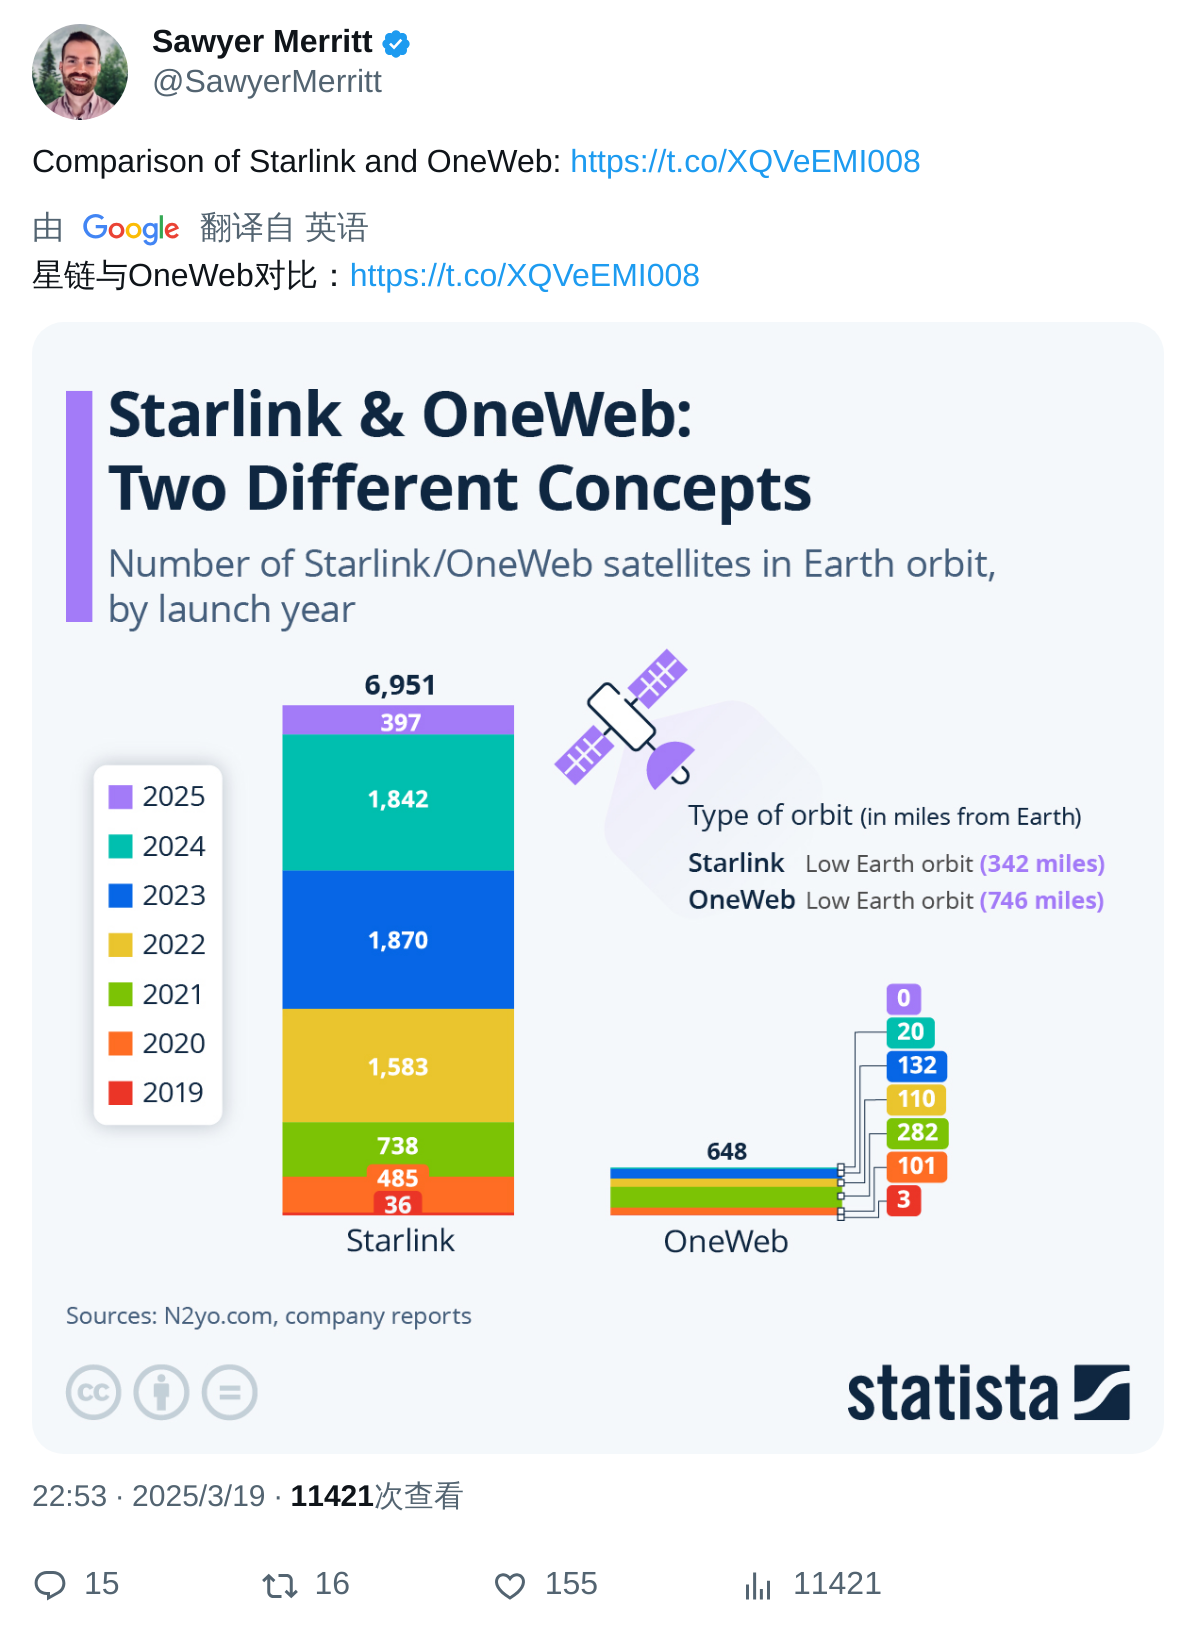 Sawyer Merritt
@SawyerMerritt
Comparison of Starlink and OneWeb: https://t.co/XQVeEMI008
由 Google 翻译自 英语
星链与OneWeb对比：https://t.co/XQVeEMI008
Starlink & OneWeb:
Two Different Concepts
Number of Starlink/OneWeb satellites in Earth orbit,
by launch year
6,951
397
1,842
1,870
1,583
738
485
36
Starlink
2025
2024
2023
2022
2021
2020
2019
Type of orbit (in miles from Earth)
Starlink Low Earth orbit (342 miles)
OneWeb Low Earth orbit (746 miles)
0
20
132
110
282
101
3
648
OneWeb
Sources: N2yo.com, company reports
cc
statista
22:53 · 2025/3/19 · 11421次查看
15 16 155 11421